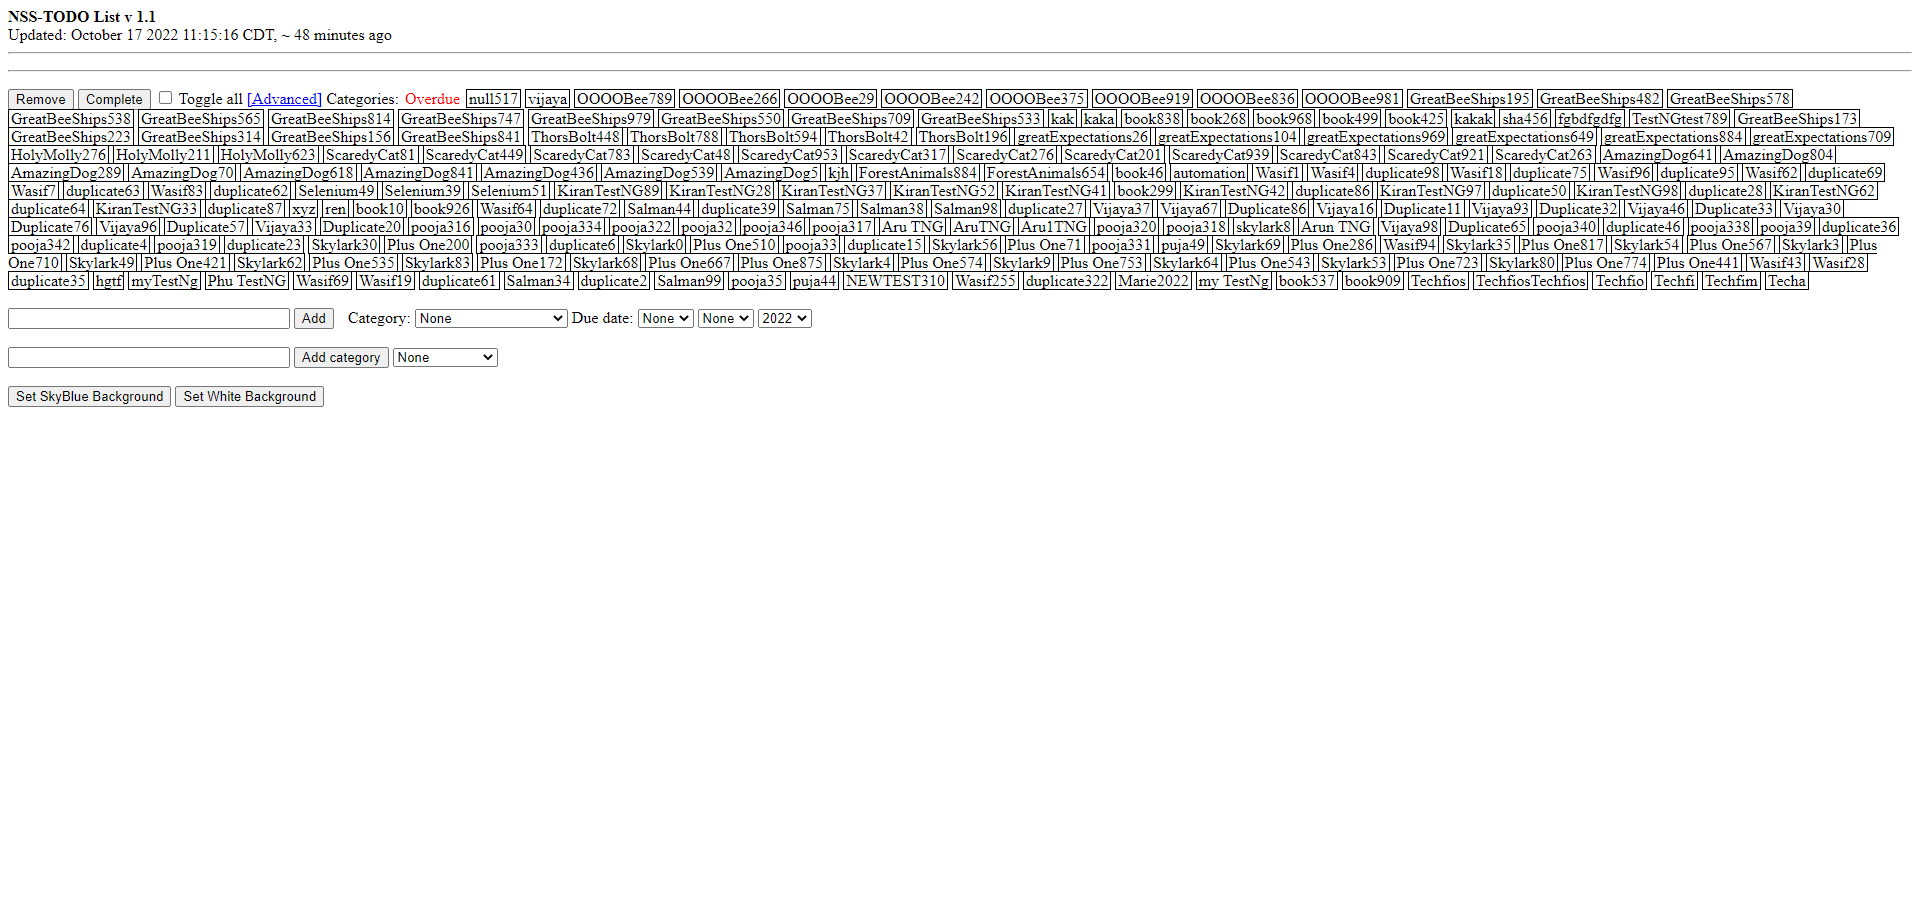 NSS-TODO List v 1.1
Updated: October 17 2022 11:15:16 CDT, ~ 48 minutes ago
Remove Complete Toggle all [Advanced] Categories: Overdue null517 vijaya OOOOBee789 OOOOBee266 OOOOBee29 OOOOBee242 OOOOBee375 OOOOBee919 OOOOBee836 OOOOBee981 GreatBeeShips195 GreatBeeShips482 GreatBeeShips578
GreatBeeShips538 GreatBeeShips565 GreatBeeShips814 GreatBeeShips747 GreatBeeShips979 GreatBeeShips550 GreatBeeShips709 GreatBeeShips533 kak kaka book838 book268 book968 book499 book425 kakak sha456 fgbdfgdfg TestNGtest789 GreatBeeShips173
GreatBeeShips223 GreatBeeShips314 GreatBeeShips156 GreatBeeShips841 ThorsBolt448 ThorsBolt788 ThorsBolt594 ThorsBolt42 ThorsBolt196 greatExpectations26 greatExpectations104 greatExpectations969 greatExpectations649 greatExpectations884 greatExpectations709
HolyMolly276 HolyMolly211 HolyMolly623 ScaredyCat81 ScaredyCat449 ScaredyCat783 ScaredyCat48 ScaredyCat953 ScaredyCat317 ScaredyCat276 ScaredyCat201 ScaredyCat939 ScaredyCat843 ScaredyCat921 ScaredyCat263 AmazingDog641 AmazingDog804
AmazingDog289 AmazingDog70 AmazingDog618 AmazingDog841 AmazingDog436 AmazingDog539 AmazingDog5 kjh ForestAnimals884 ForestAnimals654 book46 automation Wasif1 Wasif4 duplicate98 Wasif18 duplicate75 Wasif96 duplicate95 Wasif62 duplicate69
Wasif7 duplicate63 Wasif83 duplicate62 Selenium49 Selenium39 Selenium51 KiranTestNG89 KiranTestNG28 KiranTestNG37 KiranTestNG52 KiranTestNG41 book299 KiranTestNG42 duplicate86 KiranTestNG97 duplicate50 KiranTestNG98 duplicate28 KiranTestNG62
duplicate64 KiranTestNG33 duplicate87 xyz ren book10 book926 Wasif64 duplicate72 Salman44 duplicate39 Salman75 Salman38 Salman98 duplicate27 Vijaya37 Vijaya67 Duplicate86 Vijaya16 Duplicate11 Vijaya93 Duplicate32 Vijaya46 Duplicate33 Vijaya30
Duplicate76 Vijaya96 Duplicate57 Vijaya33 Duplicate20 pooja316 pooja30 pooja334 pooja322 pooja32 pooja346 pooja317 Aru TNG AruTNG Aru1TNG pooja320 pooja318 skylark8 Arun TNG Vijaya98 Duplicate65 pooja340 duplicate46 pooja338 pooja39 duplicate36
pooja342 duplicate4 pooja319 duplicate23 Skylark30 Plus One200 pooja333 duplicate6 Skylark0 Plus One510 pooja33 duplicate15 Skylark56 Plus One71 pooja331 puja49 Skylark69 Plus One286 Wasif94 Skylark35 Plus One817 Skylark54 Plus One567 Skylark3 Plus
One710 Skylark49 Plus One421 Skylark62 Plus One535 Skylark83 Plus One172 Skylark68 Plus One667 Plus One875 Skylark4 Plus One574 Skylark9 Plus One753 Skylark64 Plus One543 Skylark53 Plus One723 Skylark80 Plus One774 Plus One441 Wasif43 Wasif28
duplicate35 hgtf myTestNg Phu TestNG Wasif69 Wasif19 duplicate61 Salman34 duplicate2 Salman99 pooja35 puja44 NEWTEST310 Wasif255 duplicate322 Marie2022 my TestNg book537 book909 Techfios TechfiosTechfios Techfio Techfi Techfim Techa
Add Category: None Due date: None None 2022
Add category None
Set SkyBlue Background Set White Background